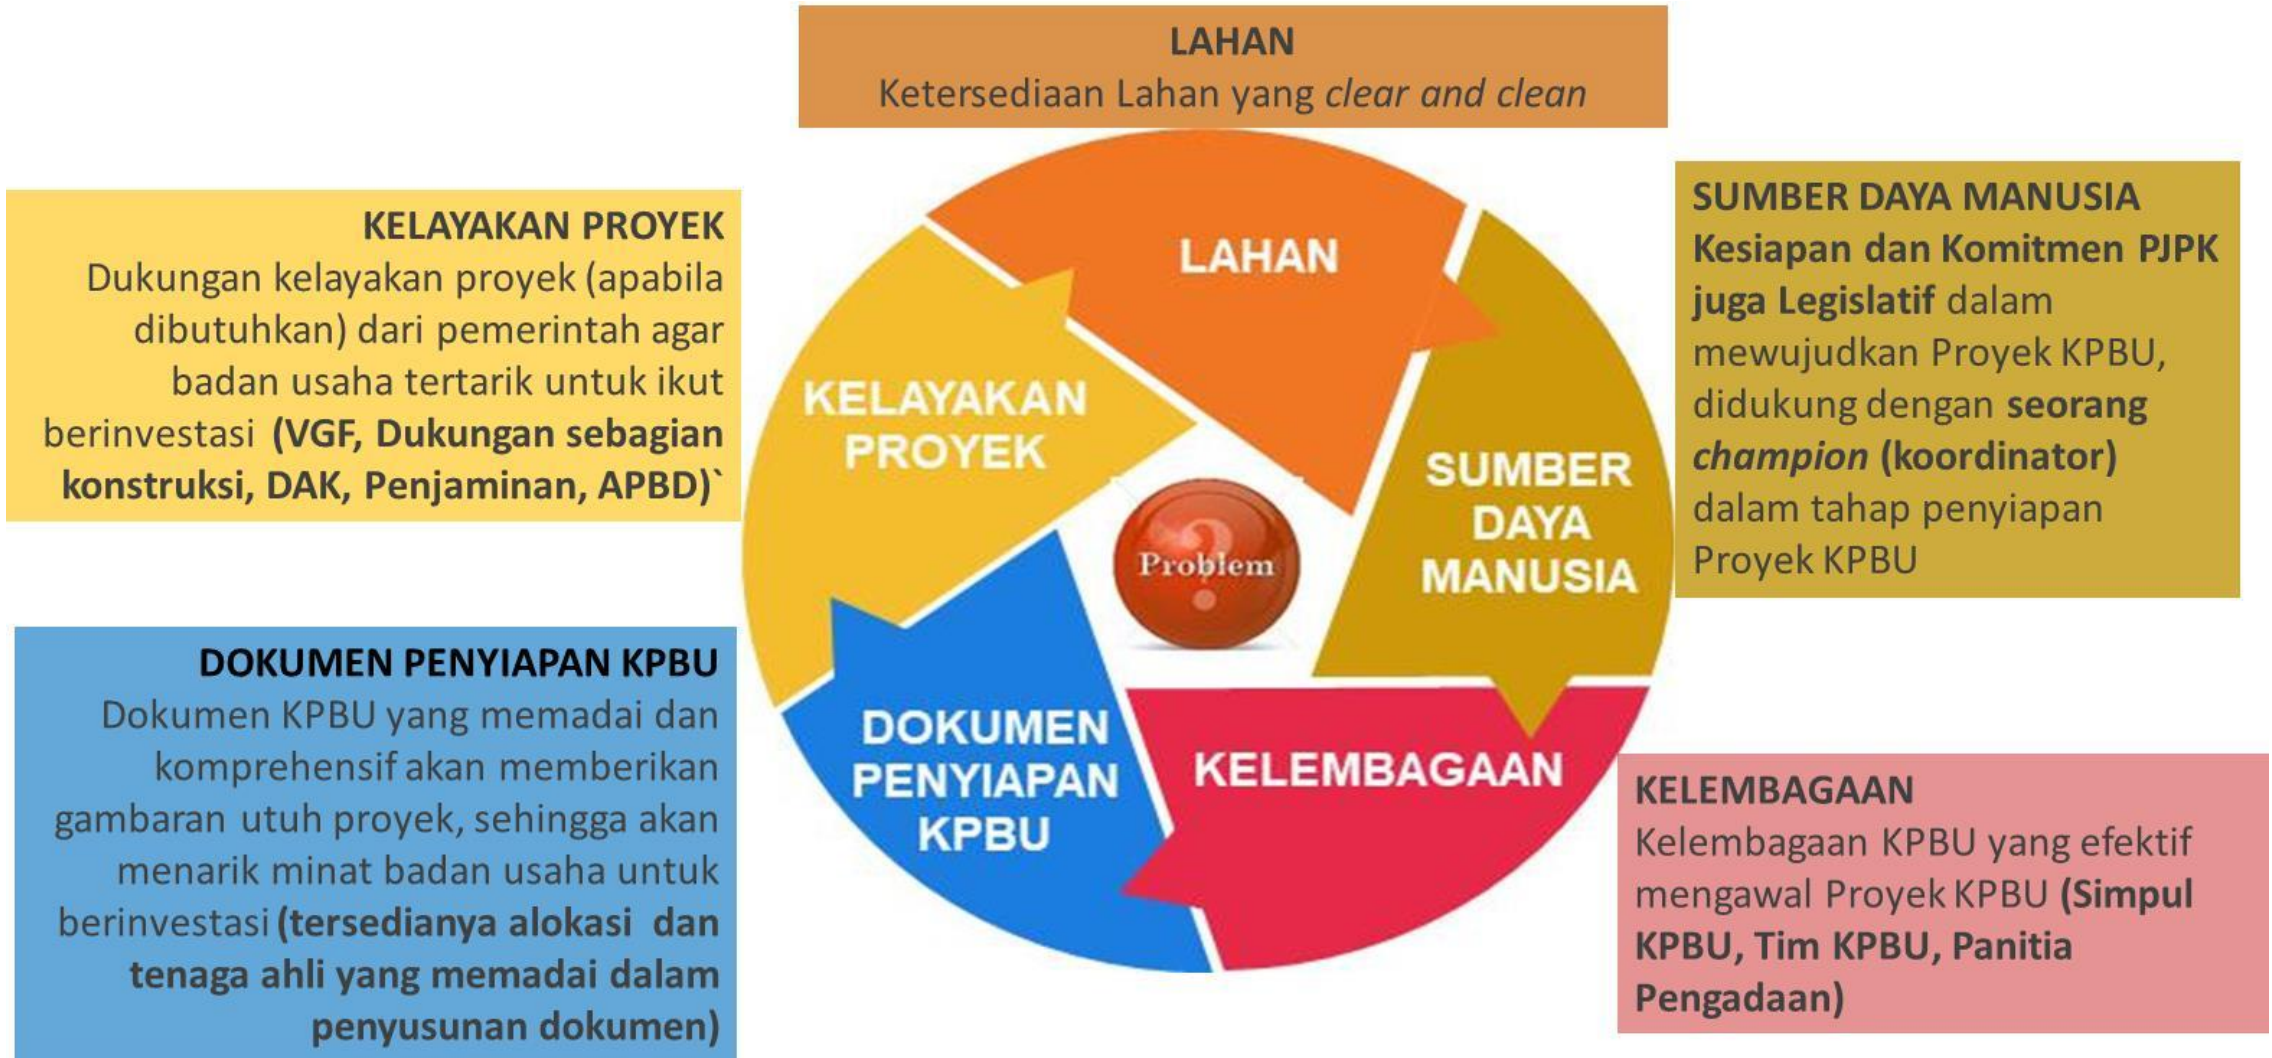 LAHAN
Ketersediaan Lahan yang clear and clean
KELAYAKAN PROYEK
Dukungan kelayakan proyek (apabila
dibutuhkan) dari pemerintah agar
badan usaha tertarik untuk ikut
berinvestasi (VGF, Dukungan sebagian
konstruksi, DAK, Penjaminan, APBD)`
SUMBER DAYA MANUSIA
Kesiapan dan Komitmen PJPK
juga Legislatif dalam
mewujudkan Proyek KPBU,
didukung dengan seorang
champion (koordinator)
dalam tahap penyiapan
Proyek KPBU
LAHAN
KELAYAKAN
PROYEK
SUMBER
DAYA
MANUSIA
Problem
DOKUMEN
PENYIAPAN
KPBU
KELEMBAGAAN
DOKUMEN PENYIAPAN KPBU
Dokumen KPBU yang memadai dan
komprehensif akan memberikan
gambaran utuh proyek, sehingga akan
menarik minat badan usaha untuk
berinvestasi (tersedianya alokasi dan
tenaga ahli yang memadai dalam
penyusunan dokumen)
KELEMBAGAAN
Kelembagaan KPBU yang efektif
mengawal Proyek KPBU (Simpul
KPBU, Tim KPBU, Panitia
Pengadaan)